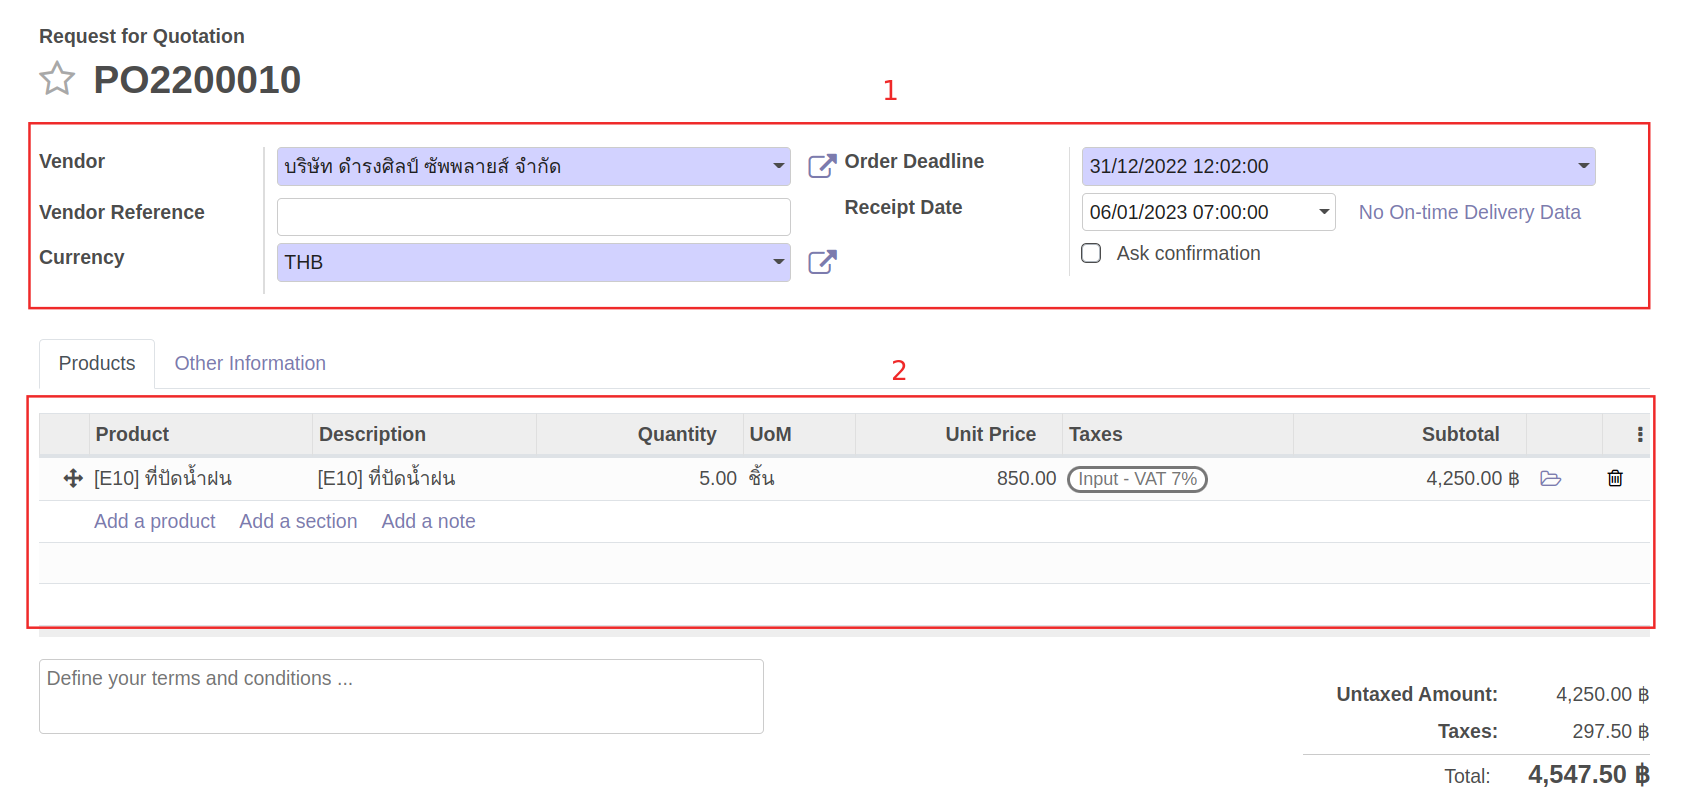 Request for Quotation
PO2200010
1
Vendor
บริษัท ดำรงศิลป์ ซัพพลายส์ จำกัด
Order Deadline
31/12/2022 12:02:00
Vendor Reference
Receipt Date
06/01/2023 07:00:00
No On-time Delivery Data
Currency
THB
Ask confirmation
Products Other Information
2
Product Description Quantity UoM Unit Price Taxes Subtotal
[E10] ที่ปัดน้ำฝน [E10] ที่ปัดน้ำฝน 5.00 ชิ้น 850.00 Input - VAT 7% 4,250.00 ฿
Add a product Add a section Add a note
Define your terms and conditions ...
Untaxed Amount: 4,250.00 ฿
Taxes: 297.50 ฿
Total: 4,547.50 ฿